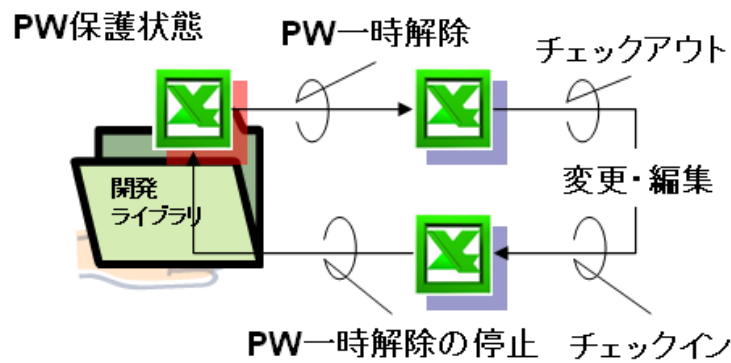 PW保護状態
PW一時解除
チェックアウト
開発
ライブラリ
変更・編集
PW一時解除の停止
チェックイン